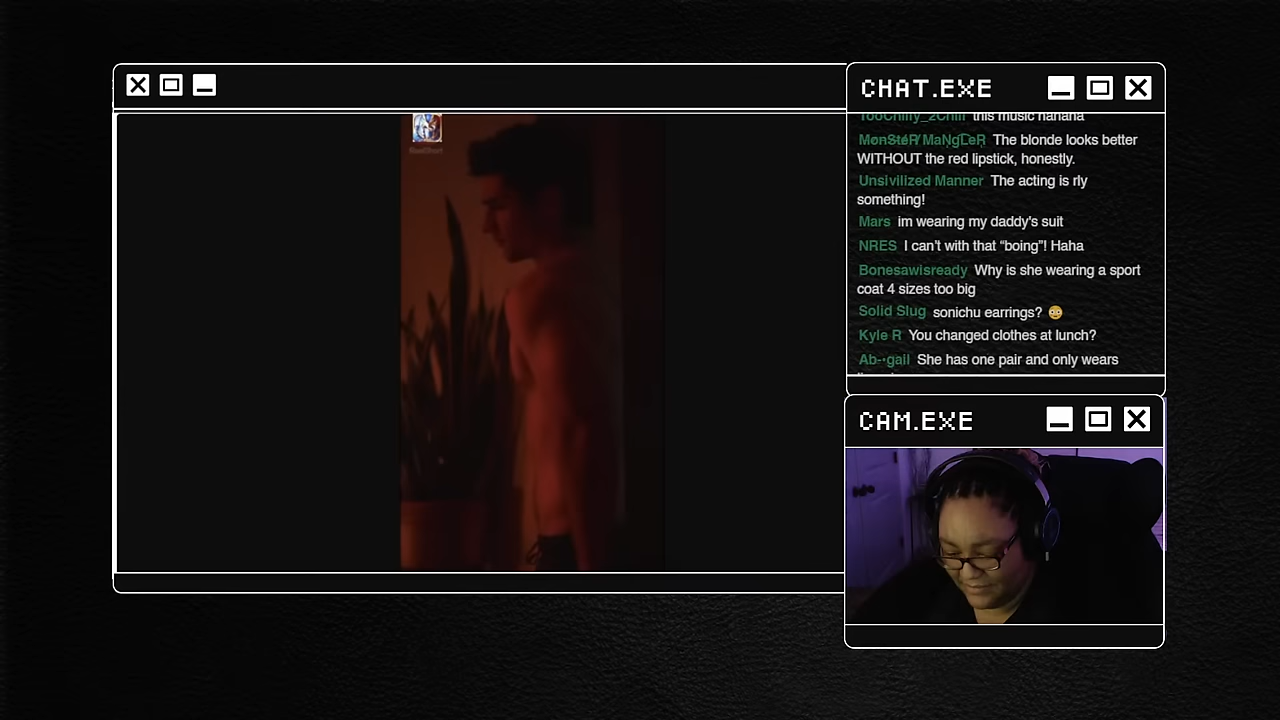 CHAT.EXE
TooChilly_2Chill this music hahaha
MonSteR MaNgLeR The blonde looks better
WITHOUT the red lipstick, honestly.
Unsivilized Manner The acting is rly
something!
Mars im wearing my daddy's suit
NRES I can't with that “boing”! Haha
Bonesawisready Why is she wearing a sport
coat 4 sizes too big
Solid Slug sonichu earrings? 😳
Kyle R You changed clothes at lunch?
Ab-·gail She has one pair and only wears
CAM.EXE